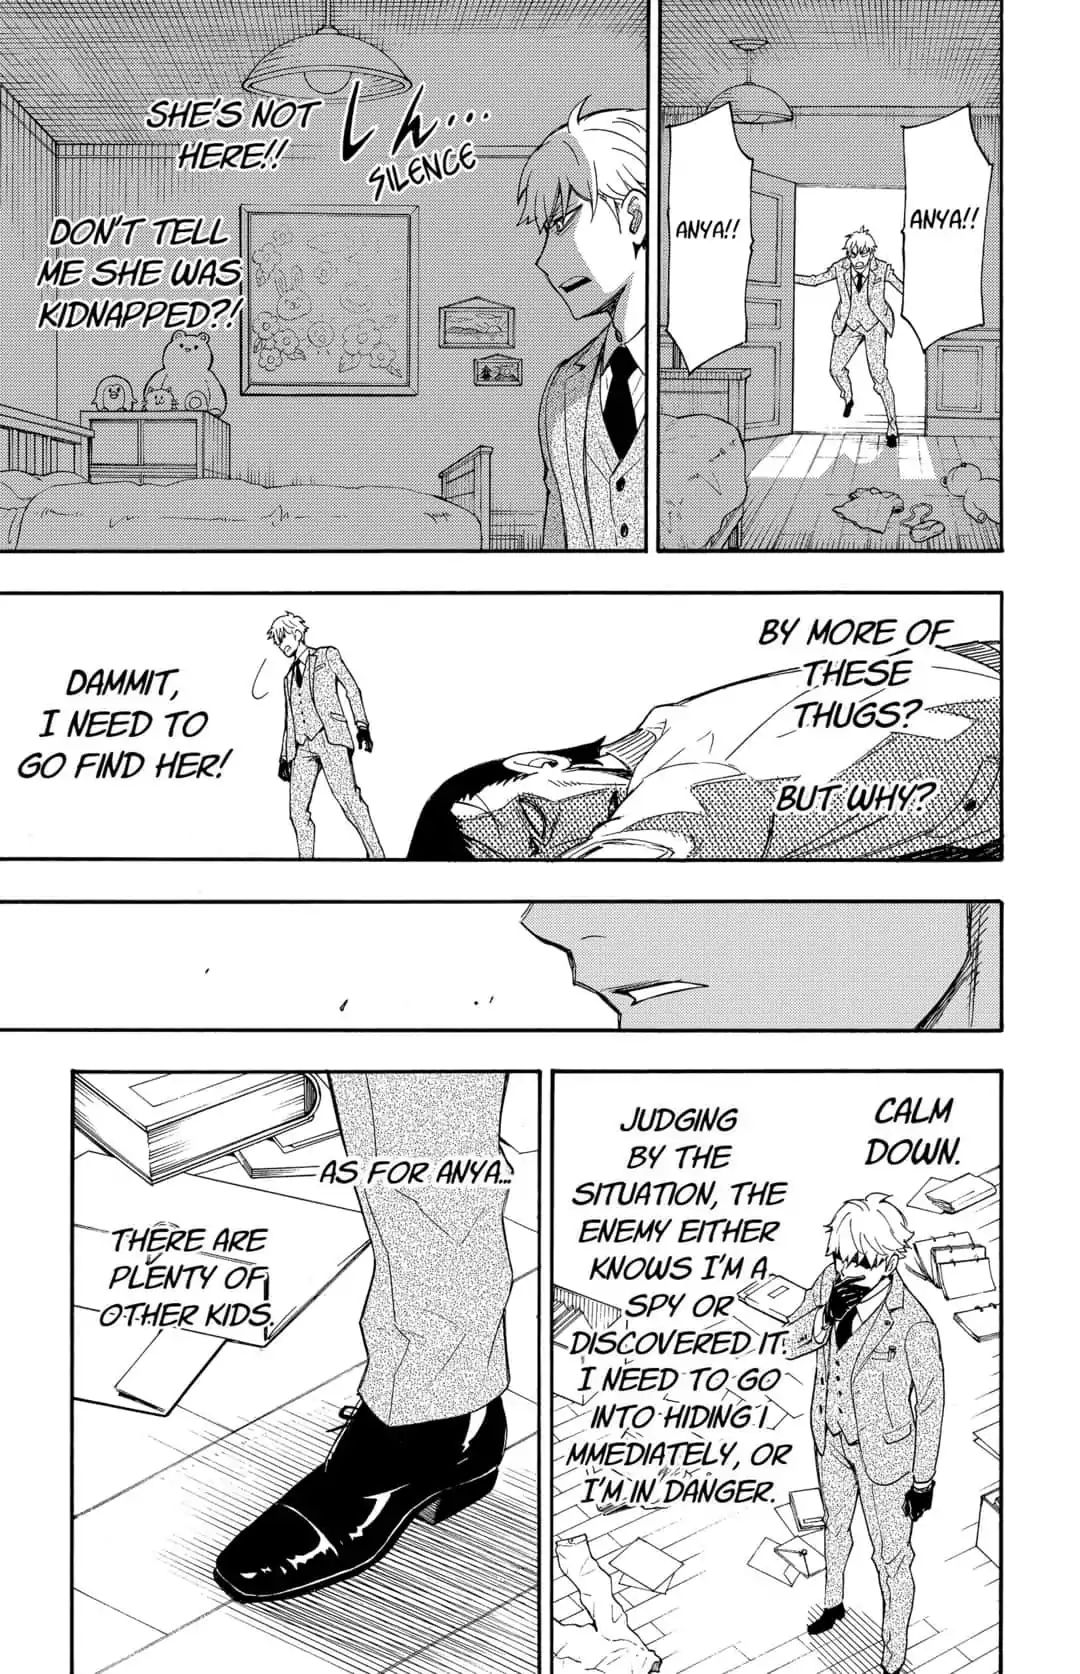 ANYA!!
ANYA!!
しん...
SILENCE
SHE'S NOT
HERE!!
DON'T TELL
ME SHE WAS
KIDNAPPED?!
BY MORE OF
THESE
THUGS?
BUT WHY?
DAMMIT,
I NEED TO
GO FIND HER!
CALM
DOWN.
JUDGING
BY THE
SITUATION, THE
ENEMY EITHER
KNOWS I'M A
SPY OR
DISCOVERED IT.
I NEED TO GO
INTO HIDING I
MMEDIATELY, OR
I'M IN DANGER.
AS FOR ANYA...
THERE ARE
PLENTY OF
OTHER KIDS.